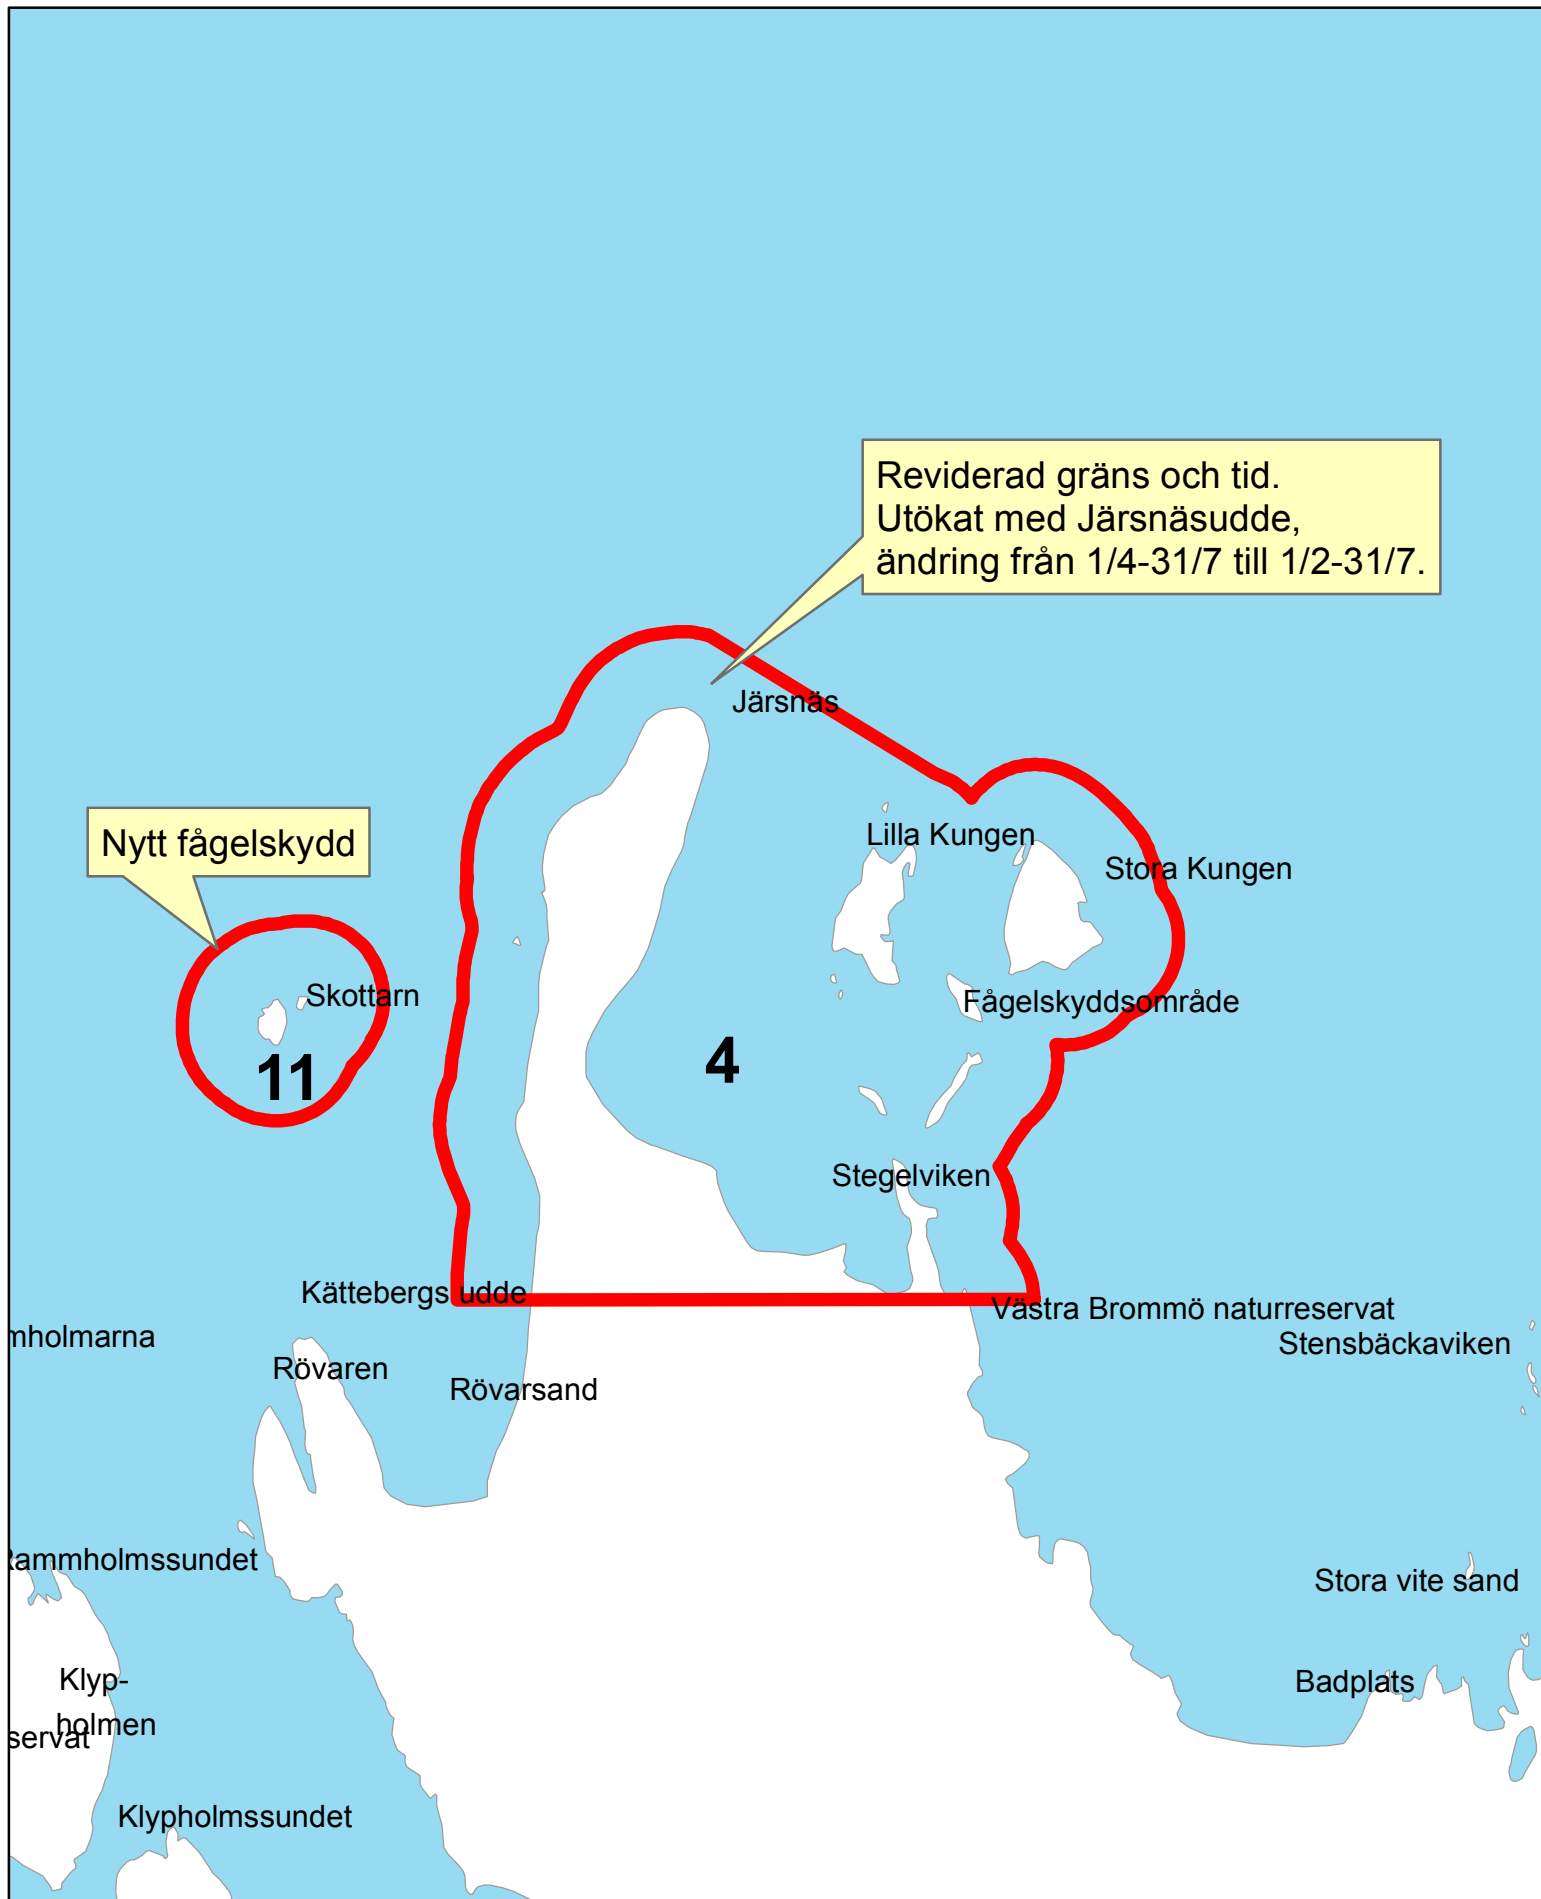 Reviderad gräns och tid.
Utökat med Järsnäsudde,
ändring från 1/4-31/7 till 1/2-31/7.
Järsnäs
Lilla Kungen
Nytt fågelskydd
Stora Kungen
Skottarn
Fågelskyddsområde
4
11
Stegelviken
Kättebergs udde
Västra Brommö naturreservat
mholmarna
Stensbäckaviken
Rövaren
Rövarsand
Rammholmssundet
Stora vite sand
Klyp-
holmen
Badplats
servat
Klypholmssundet